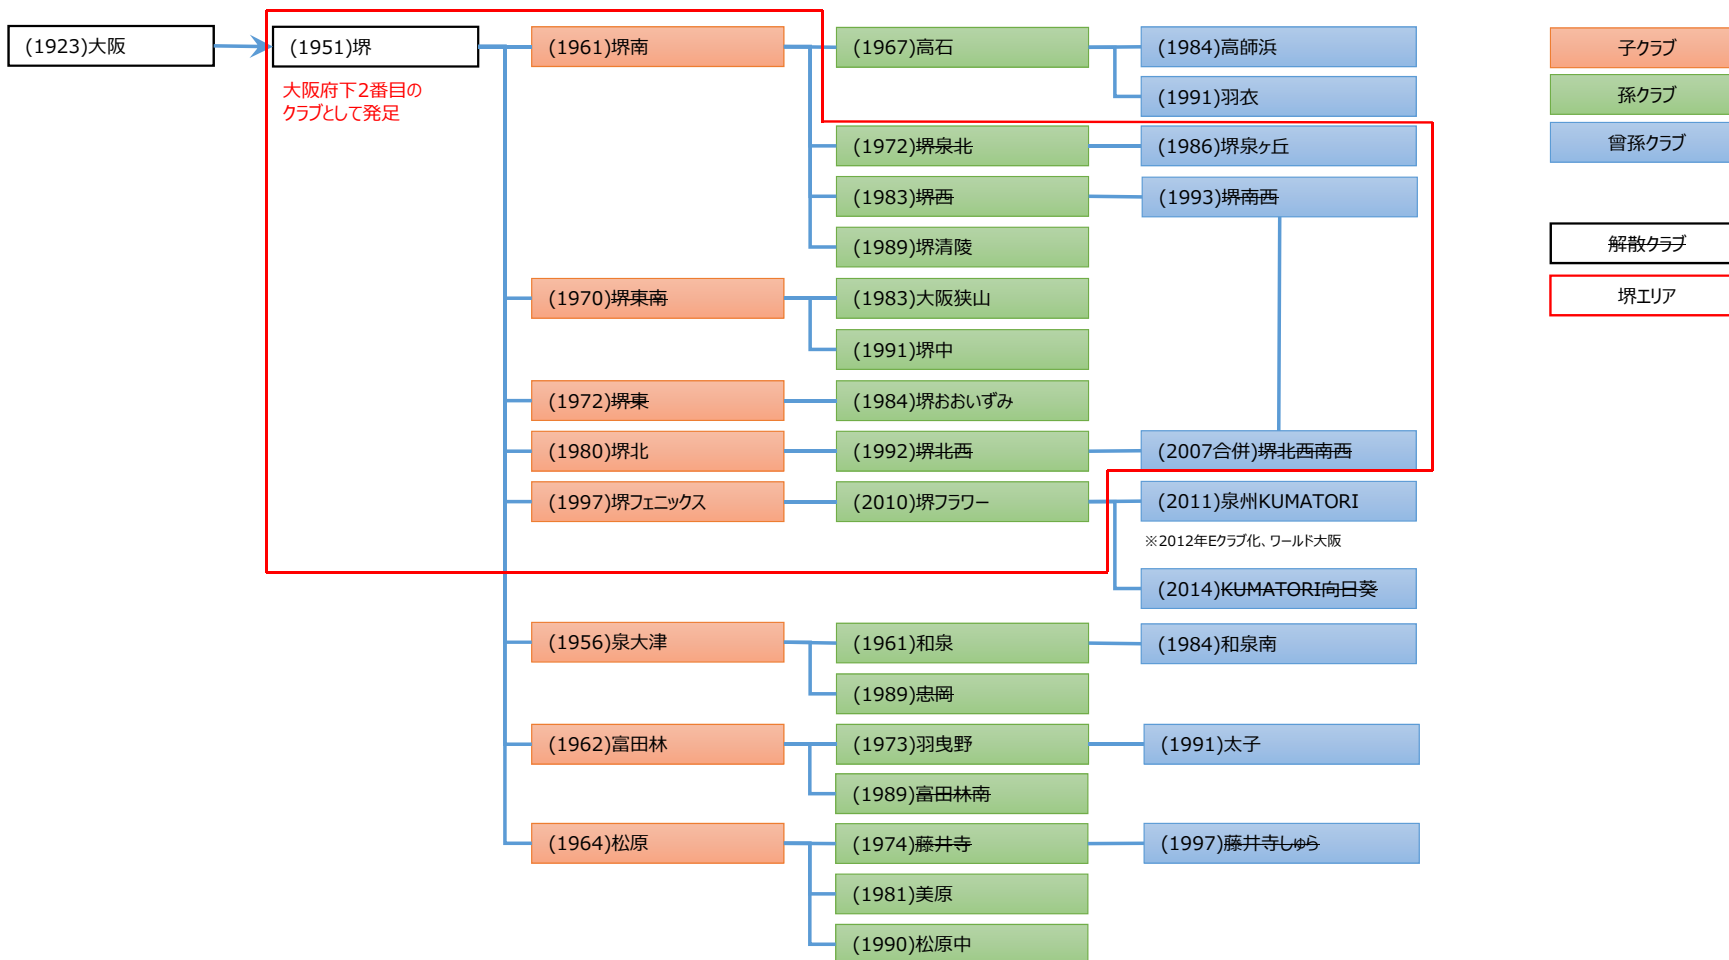 (1923)大阪
(1951)堺
大阪府下2番目の
クラブとして発足
(1961)堺南
(1967)高石
(1984)高師浜
(1991)羽衣
(1972)堺泉北
(1986)堺泉ヶ丘
(1983)堺西
(1993)堺南西
(1989)堺清陵
(1970)堺東南
(1983)大阪狭山
(1991)堺中
(1972)堺東
(1984)堺おおいずみ
(1980)堺北
(1992)堺北西
(2007合併)堺北西南西
(1997)堺フェニックス
(2010)堺フラワー
(2011)泉州KUMATORI
※2012年Eクラブ化、ワールド大阪
(2014)KUMATORI向日葵
(1956)泉大津
(1961)和泉
(1984)和泉南
(1989)忠岡
(1962)富田林
(1973)羽曳野
(1991)太子
(1989)富田林南
(1964)松原
(1974)藤井寺
(1997)藤井寺しゅら
(1981)美原
(1990)松原中
子クラブ
孫クラブ
曾孫クラブ
解散クラブ
堺エリア